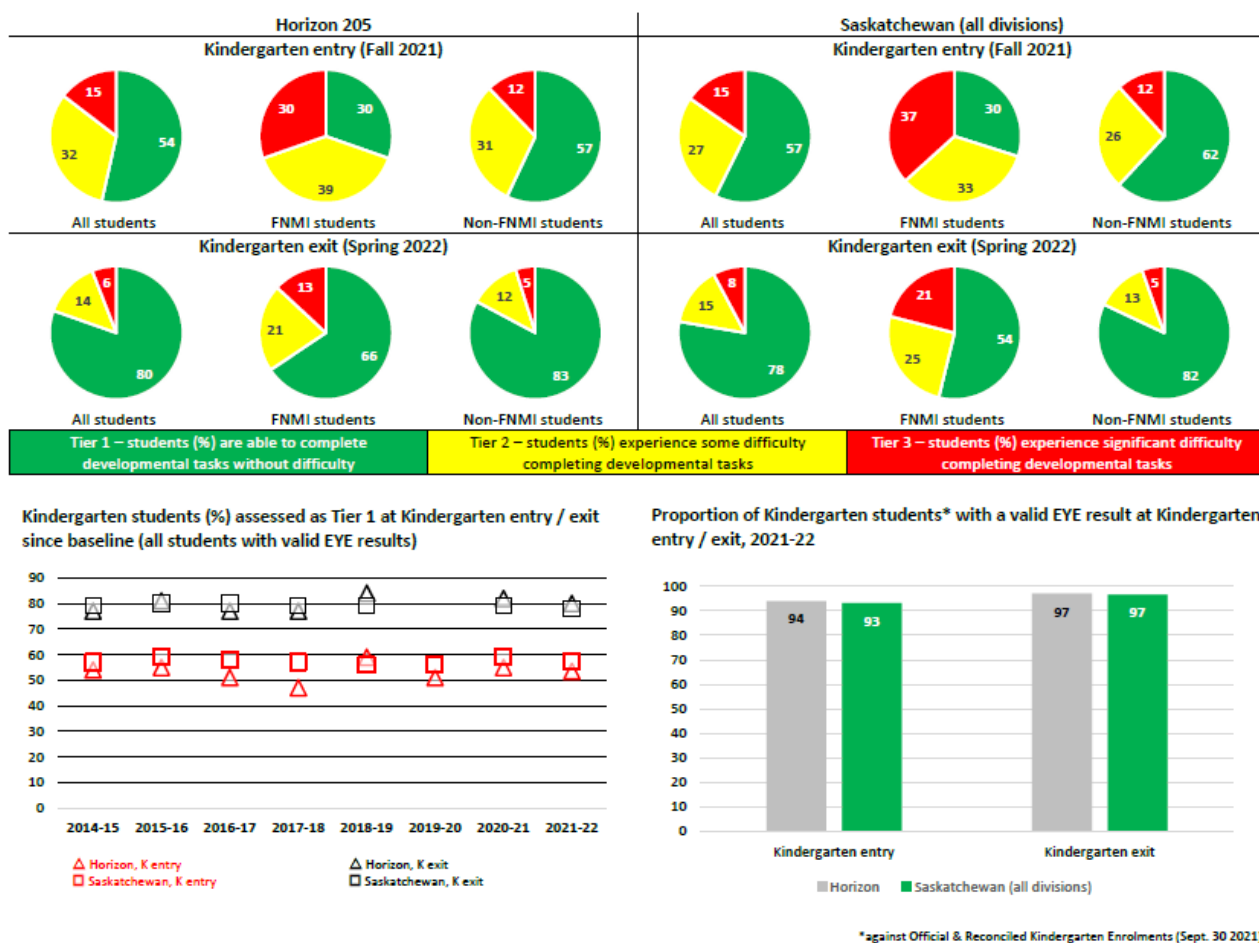 Horizon 205
Saskatchewan (all divisions)
Kindergarten entry (Fall 2021)
Kindergarten entry (Fall 2021)
15
54
32
30
30
39
12
57
31
15
57
27
37
30
33
12
62
26
All students
FNMI students
Non-FNMI students
All students
FNMI students
Non-FNMI students
Kindergarten exit (Spring 2022)
Kindergarten exit (Spring 2022)
6
14
80
13
21
66
5
12
83
8
15
78
21
25
54
5
13
82
All students
FNMI students
Non-FNMI students
All students
FNMI students
Non-FNMI students
Tier 1 – students (%) are able to complete
developmental tasks without difficulty
Tier 2 – students (%) experience some difficulty
completing developmental tasks
Tier 3 – students (%) experience significant difficulty
completing developmental tasks
Kindergarten students (%) assessed as Tier 1 at Kindergarten entry / exit
since baseline (all students with valid EYE results)
90
80
70
60
50
40
30
20
10
0
2014-15 2015-16 2016-17 2017-18 2018-19 2019-20 2020-21 2021-22
Horizon, K entry
Horizon, K exit
Saskatchewan, K entry
Saskatchewan, K exit
Proportion of Kindergarten students* with a valid EYE result at Kindergarten
entry / exit, 2021-22
100
90
80
70
60
50
40
30
20
10
0
94
93
97
97
Kindergarten entry
Kindergarten exit
Horizon
Saskatchewan (all divisions)
*against Official & Reconciled Kindergarten Enrolments (Sept. 30 2021)